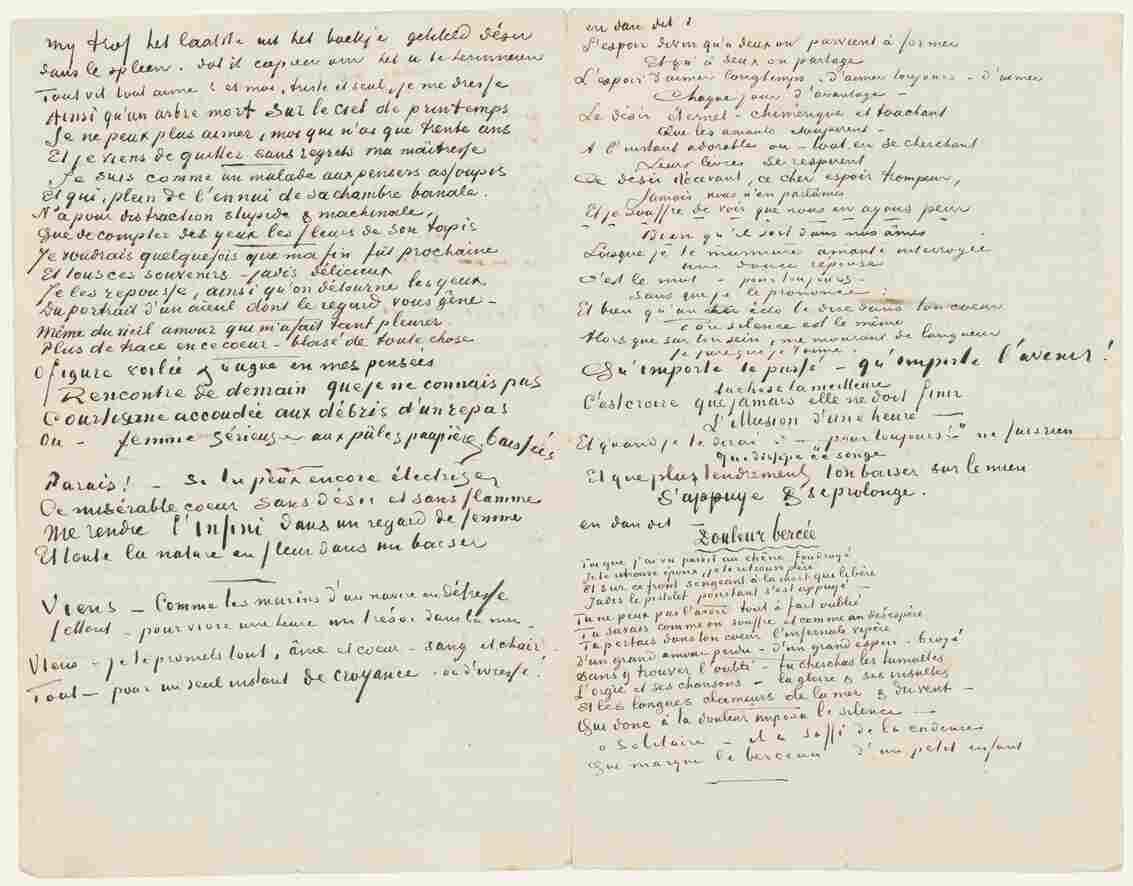 my trof het laatste uit het boekje getiteld Désir
dans le spleen. dat il capeer om het u te herinneren
Tout vit tout aime! et moi, triste et seul, je me dresse
Ainsi qu'un arbre mort sur le ciel de printemps
Je ne peux plus aimer, moi qui n'ai que trente ans
Et je viens de quitter sans regrets ma maîtresse
Je suis comme un malade aux pensers assoupis
Et qui, plein de l'ennui de sa chambre banale.
N'a pour distraction stupide & machinale,
Que de compter des yeux les fleurs de son tapis
Je voudrais quelquefois que ma fin fut prochaine
Et tous ces souvenirs – jadis délicieux
Je les repousse, ainsi qu'on détourne les yeux
Du portrait d'un aïeul dont le regard vous gêne –
Même du vieil amour qui m'a fait tant pleurer.
Plus de trace en ce coeur – blasé de toute chose
O figure voilée & vague en mes pensées
Rencontre de demain que je ne connais pas
Courtisane accoudée aux débris d'un repas
Ou – femme sérieuse aux pâles paupières baissées
Parais! – Si tu peux encore électriser
Ce misérable coeur sans désir et sans flamme
Me rendre l'Infini dans un regard de femme
Et toute la nature en fleur dans un baiser
Viens – Comme les marins d'un navire en détresse
jettent – pour vivre une heure un trésor dans la mer –
Viens – je te promets tout, âme et coeur – sang et chair
Tout – pour un seul instant de croyance – ou d'ivresse!
en dan dit:
L'espoir divin qu'à deux on parvient à former
Et qu'à deux on partage
L'espoir d'aimer longtemps – d'aimer toujours – d'aimer
Chaque jour d'avantage –
Le désir éternel – chimérique et touchant
Que les amants soupirent –
A l'instant adorable ou – tout en se cherchant
Leurs lèvres se respirent
Ce désir décevant, ce cher espoir trompeur,
Jamais nous n'en parlâmes
Et je souffre de voir que nous en ayons peur
Bien qu'il soit dans nos âmes
Lorsque je te murmure amante interrogée
une douce reponse
C'est le mot – pour toujours –
Sans que je le prononce:
Et bien qu'un cher écho le dise dans ton coeur
ton silence est le même
Alors que sur ton sein, me mourant de langueur
Je jure que je t'aime
Qu'importe le passé – qu'importe l'avenir!
La chose la meilleure
C'est croire que jamais elle ne doit finir
L'illusion d'une heure
Et quand je te dirai: – „pour toujours!" ne fais rien
Qui dissipe ce songe
Et que plus tendrement ton baiser sur le mien
S'appuye & se prolonge.
en dan dit
Douleur bercée
Toi que j'ai vu pareil au chêne foudroyé
Je te retrouve époux, je te retrouve père
Et sur ce front songeant à la mort qui libère
Jadis le pistolet pourtant s'est appuyé –
Tu ne peux pas l'avoir tout à fait oublié
Tu savais comme on souffre et comme on désespère
Tu portais dans ton coeur l'infernale vipère
D'un grand amour perdu – d'un grand espoir broyé
Sans y trouver l'oubli – tu cherchas les tumultes
L'orgie et ses chansons – la gloire & ses insultes
Et les longues clameurs de la mer & du vent –
Que donc à ta douleur imposa le silence –
o Solitaire – il a suffi de la cadence
Que marque le berceau d'un petit enfant